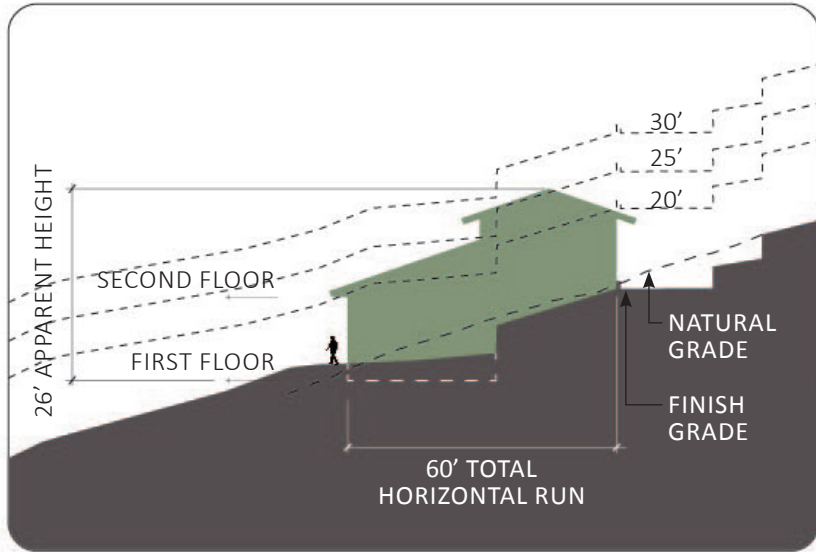 30’
25’
20’
26’ APPARENT HEIGHT
SECOND FLOOR
FIRST FLOOR
NATURAL
GRADE
FINISH
GRADE
60’ TOTAL
HORIZONTAL RUN